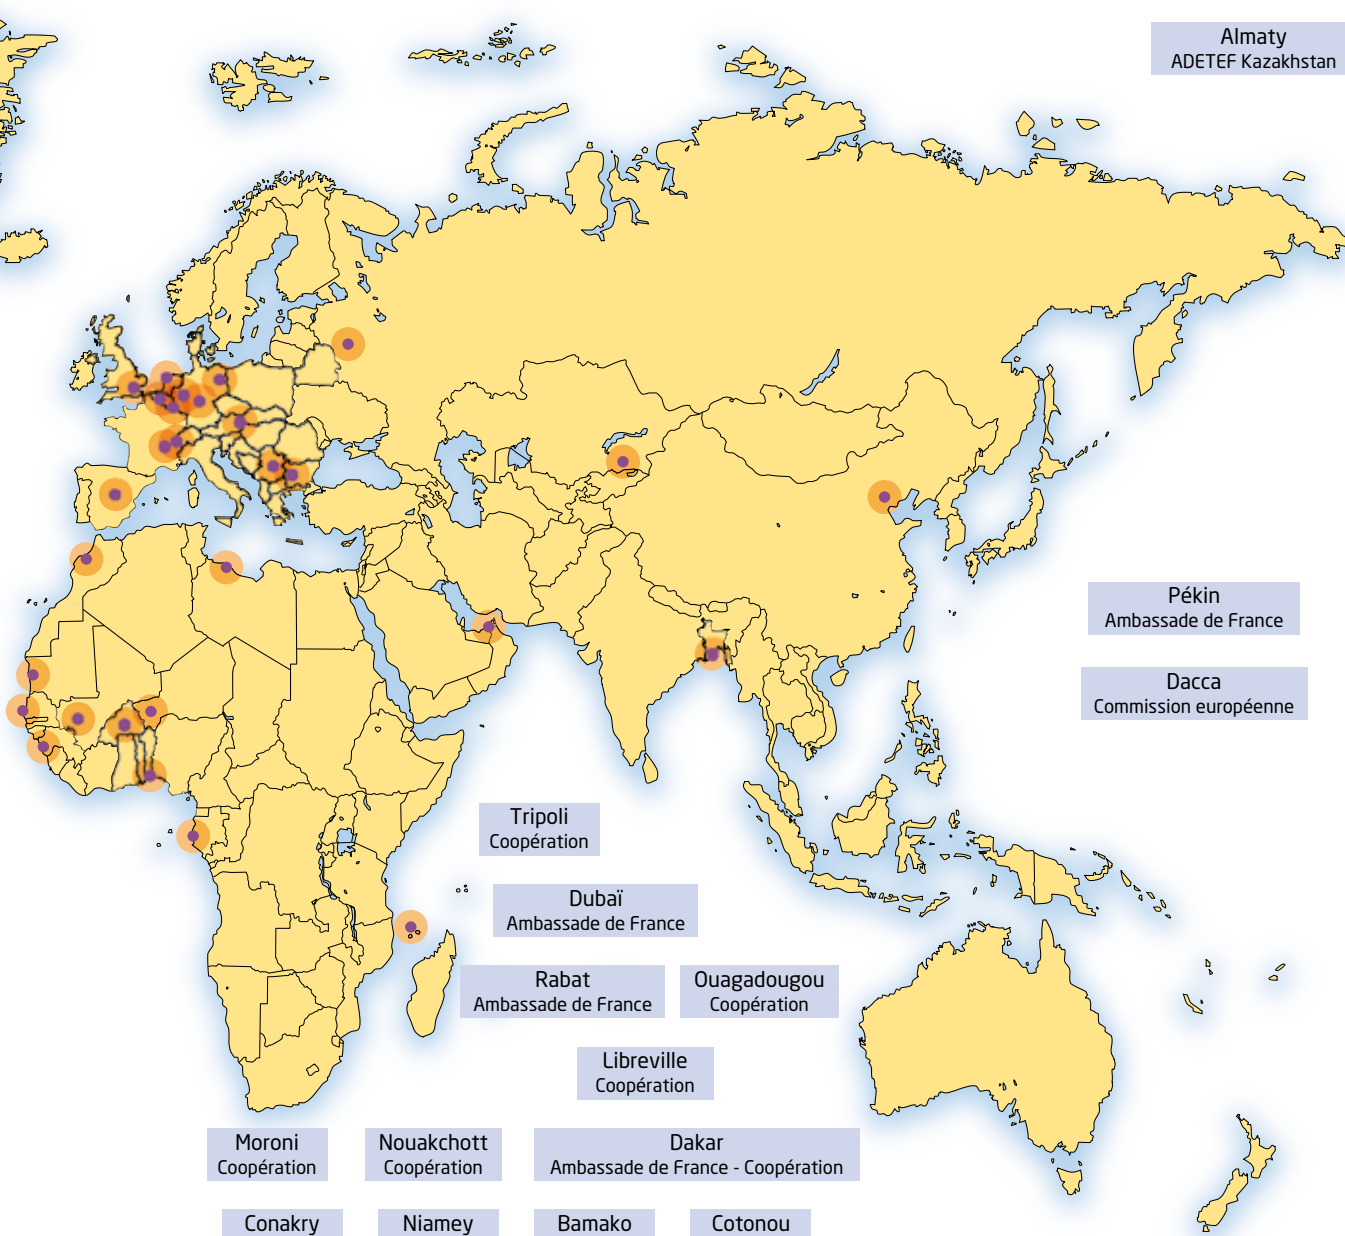 Almaty
ADETEF Kazakhstan
Pékin
Ambassade de France
Dacca
Commission européenne
Tripoli
Coopération
Dubaï
Ambassade de France
Rabat
Ambassade de France
Ouagadougou
Coopération
Libreville
Coopération
Moroni
Coopération
Nouakchott
Coopération
Dakar
Ambassade de France - Coopération
Conakry
Niamey
Bamako
Cotonou